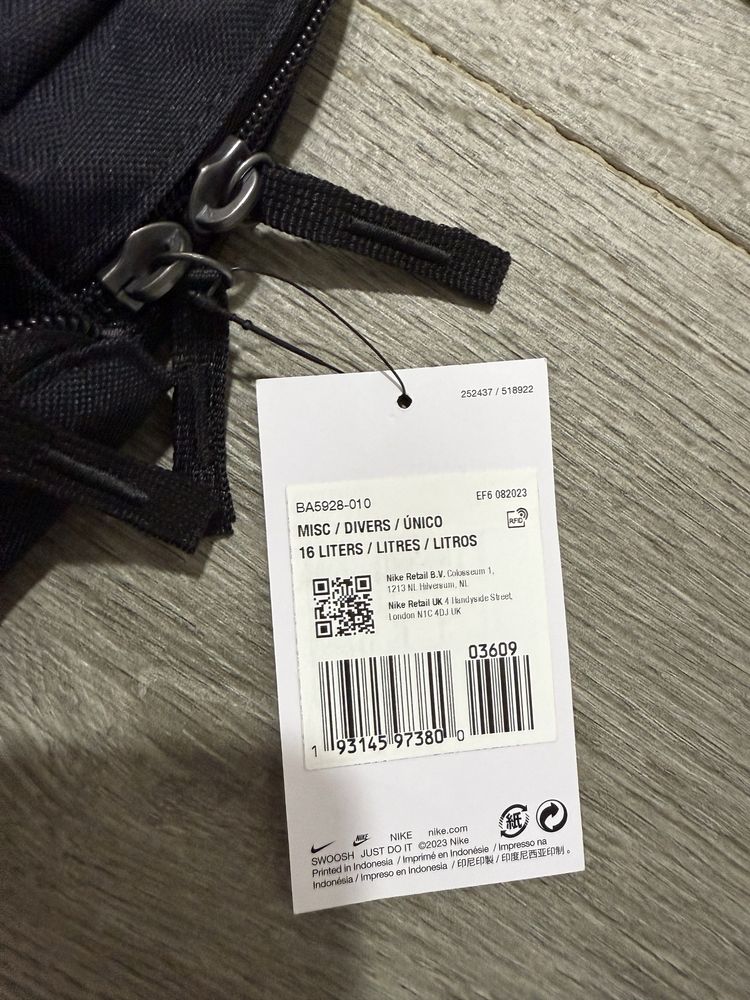 252437 / 518922
BA5928-010
EF6 082023
MISC / DIVERS / ÚNICO
RFID
16 LITERS / LITRES / LITROS
Nike Retail B.V. Colosseum 1,
1213 NL Hilversum, NL
Nike Retail UK 4 Handyside Street,
London N1C 4DJ UK
03609
1 93145 97380 0
紙
NIKE NIKE nike.com
SWOOSH JUST DO IT ©2023 Nike
Printed in Indonesia / Imprimé en Indonésie / Impresso na
Indonésia / Impreso en Indonesia / 印尼印製 / 印度尼西亚印制。